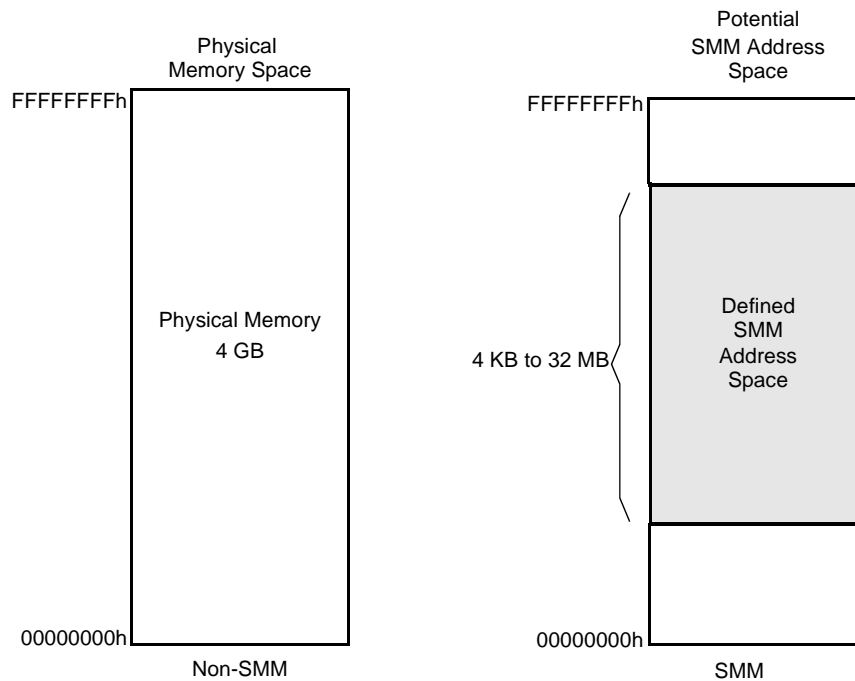 Physical
Memory Space
FFFFFFFFh
Physical Memory
4 GB
00000000h
Non-SMM
Potential
SMM Address
Space
FFFFFFFFh
4 KB to 32 MB
Defined
SMM
Address
Space
00000000h
SMM